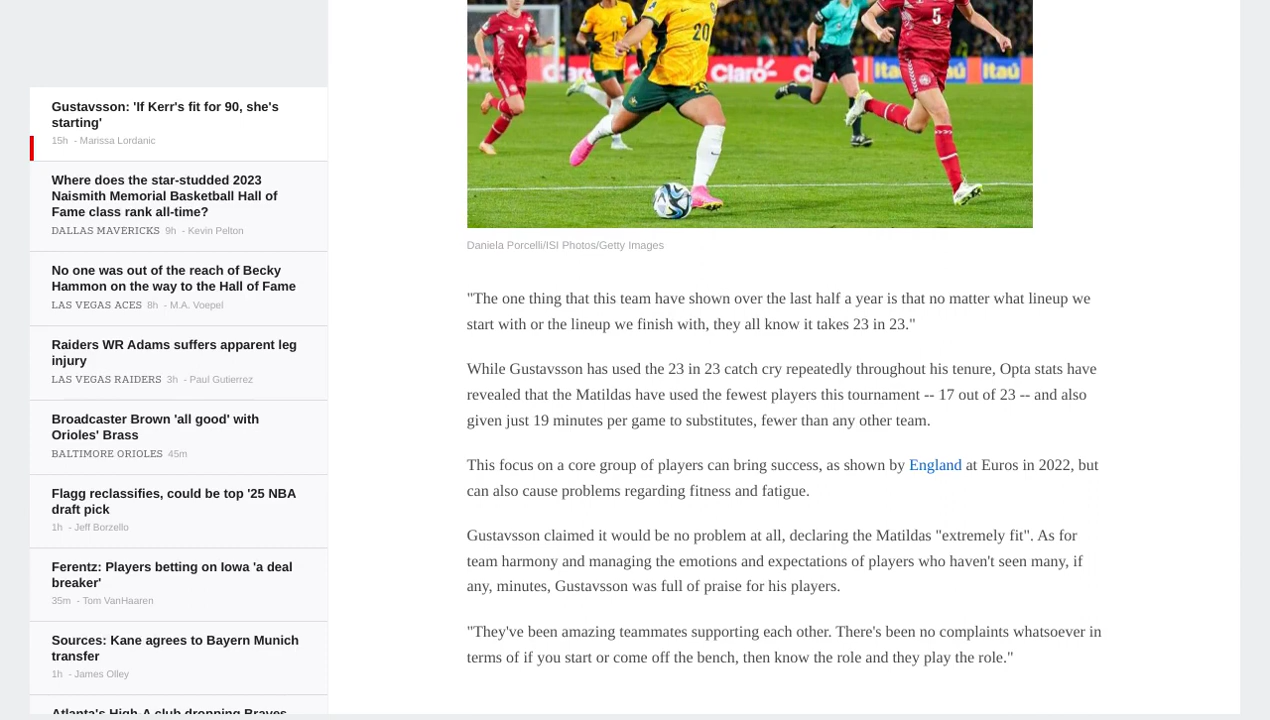 2
11
20
20
5
Claro
Itaú
Itaú
Gustavsson: 'If Kerr's fit for 90, she's
starting'
15h - Marissa Lordanic
Where does the star-studded 2023
Naismith Memorial Basketball Hall of
Fame class rank all-time?
DALLAS MAVERICKS 9h - Kevin Pelton
No one was out of the reach of Becky
Hammon on the way to the Hall of Fame
LAS VEGAS ACES 8h - M.A. Voepel
Raiders WR Adams suffers apparent leg
injury
LAS VEGAS RAIDERS 3h - Paul Gutierrez
Broadcaster Brown 'all good' with
Orioles' Brass
BALTIMORE ORIOLES 45m
Flagg reclassifies, could be top '25 NBA
draft pick
1h - Jeff Borzello
Ferentz: Players betting on Iowa 'a deal
breaker'
35m - Tom VanHaaren
Sources: Kane agrees to Bayern Munich
transfer
1h - James Olley
Atlanta's High-A club dropping Braves
Daniela Porcelli/ISI Photos/Getty Images
"The one thing that this team have shown over the last half a year is that no matter what lineup we
start with or the lineup we finish with, they all know it takes 23 in 23."
While Gustavsson has used the 23 in 23 catch cry repeatedly throughout his tenure, Opta stats have
revealed that the Matildas have used the fewest players this tournament -- 17 out of 23 -- and also
given just 19 minutes per game to substitutes, fewer than any other team.
This focus on a core group of players can bring success, as shown by England at Euros in 2022, but
can also cause problems regarding fitness and fatigue.
Gustavsson claimed it would be no problem at all, declaring the Matildas "extremely fit". As for
team harmony and managing the emotions and expectations of players who haven't seen many, if
any, minutes, Gustavsson was full of praise for his players.
"They've been amazing teammates supporting each other. There's been no complaints whatsoever in
terms of if you start or come off the bench, then know the role and they play the role."